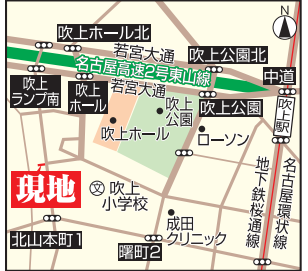 吹上ホール北
若宮大通
吹上公園北
N
名古屋高速2号東山線
中道
吹上
ランプ南
吹上
ホール
若宮大通
吹上
公園
吹上公園
吹上駅
吹上ホール
ローソン
現地
文 吹上
小学校
名古屋環状線
地下鉄桜通線
成田
クリニック
北山本町1
曙町2